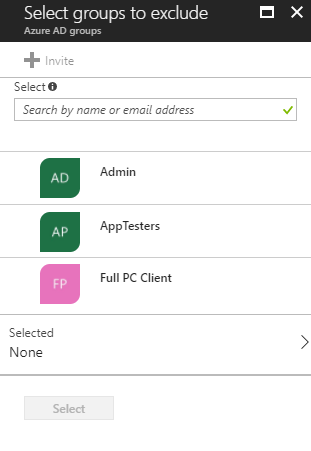 Select groups to exclude
Azure AD groups
Invite
Select
Search by name or email address
AD Admin
AP AppTesters
FP Full PC Client
Selected
None
Select